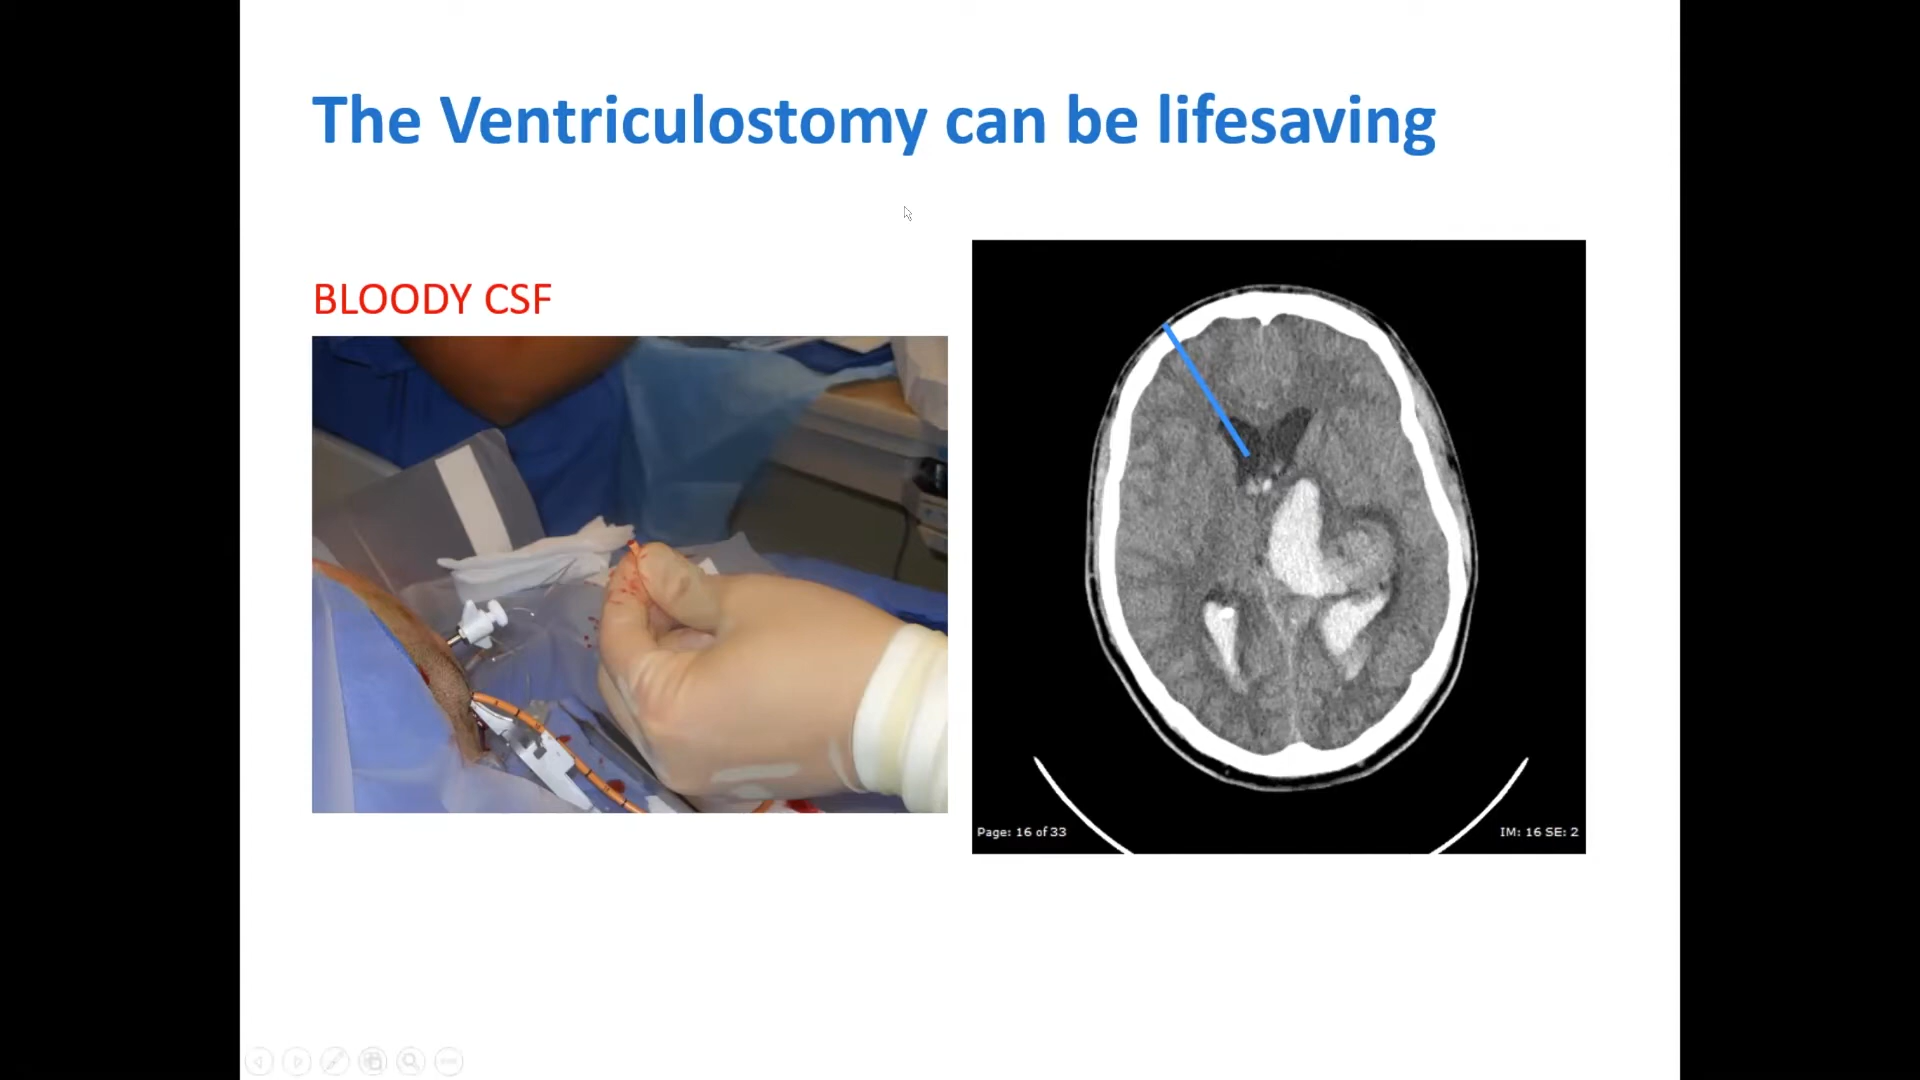 The Ventriculostomy can be lifesaving
BLOODY CSF
Page: 16 of 33
IM: 16 SE: 2